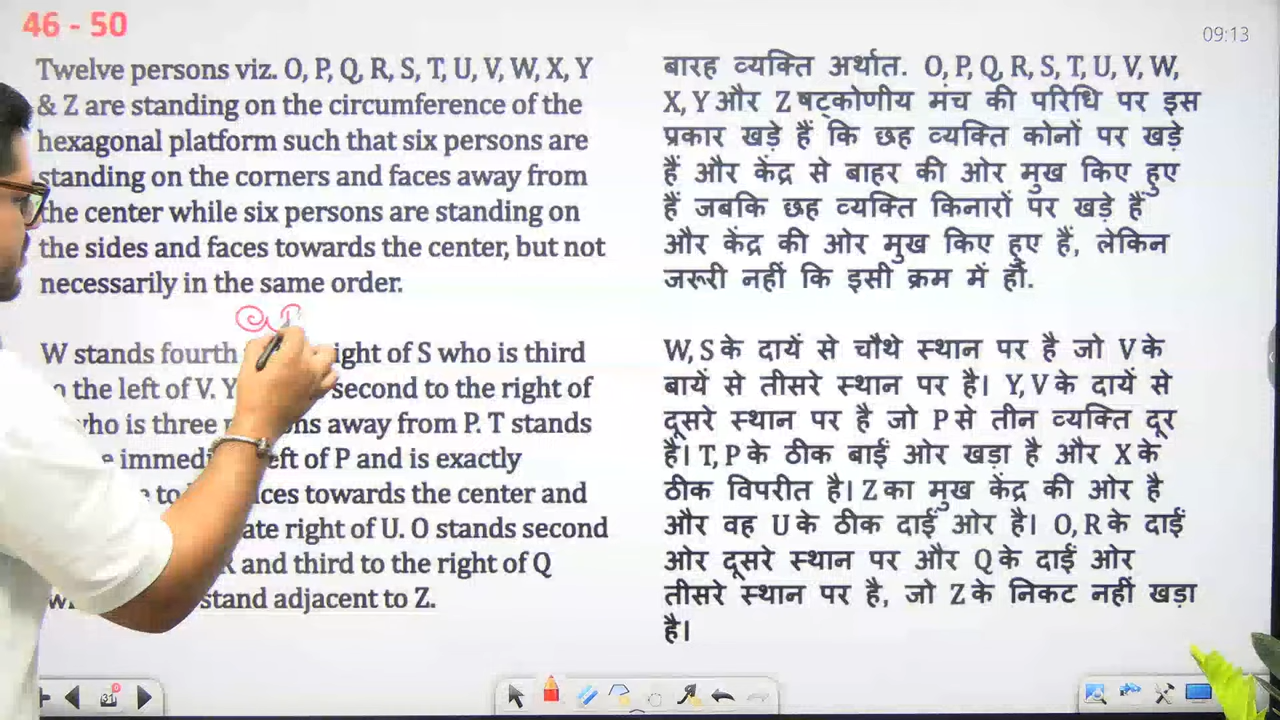 46 - 50
09:13
Twelve persons viz. O, P, Q, R, S, T, U, V, W, X, Y
& Z are standing on the circumference of the
hexagonal platform such that six persons are
standing on the corners and faces away from
the center while six persons are standing on
the sides and faces towards the center, but not
necessarily in the same order.
W stands fourth ight of S who is third
the left of V. Y second to the right of
who is three ns away from P. T stands
immedi eft of P and is exactly
to ces towards the center and
ate right of U. O stands second
R and third to the right of Q
stand adjacent to Z.
बारह व्यक्ति अर्थात. O, P, Q, R, S, T, U, V, W,
X, Y और Z षट्कोणीय मंच की परिधि पर इस
प्रकार खड़े हैं कि छह व्यक्ति कोनों पर खड़े
हैं और केंद्र से बाहर की ओर मुख किए हुए
हैं जबकि छह व्यक्ति किनारों पर खड़े हैं
और केंद्र की ओर मुख किए हुए हैं, लेकिन
जरूरी नहीं कि इसी क्रम में हों.
W, S के दायें से चौथे स्थान पर है जो V के
बायें से तीसरे स्थान पर है। Y, V के दायें से
दूसरे स्थान पर है जो P से तीन व्यक्ति दूर
है। T, P के ठीक बाईं ओर खड़ा है और X के
ठीक विपरीत है। Z का मुख केंद्र की ओर है
और वह U के ठीक दाईं ओर है। O, R के दाईं
ओर दूसरे स्थान पर और Q के दाईं ओर
तीसरे स्थान पर है, जो Z के निकट नहीं खड़ा
है।
31